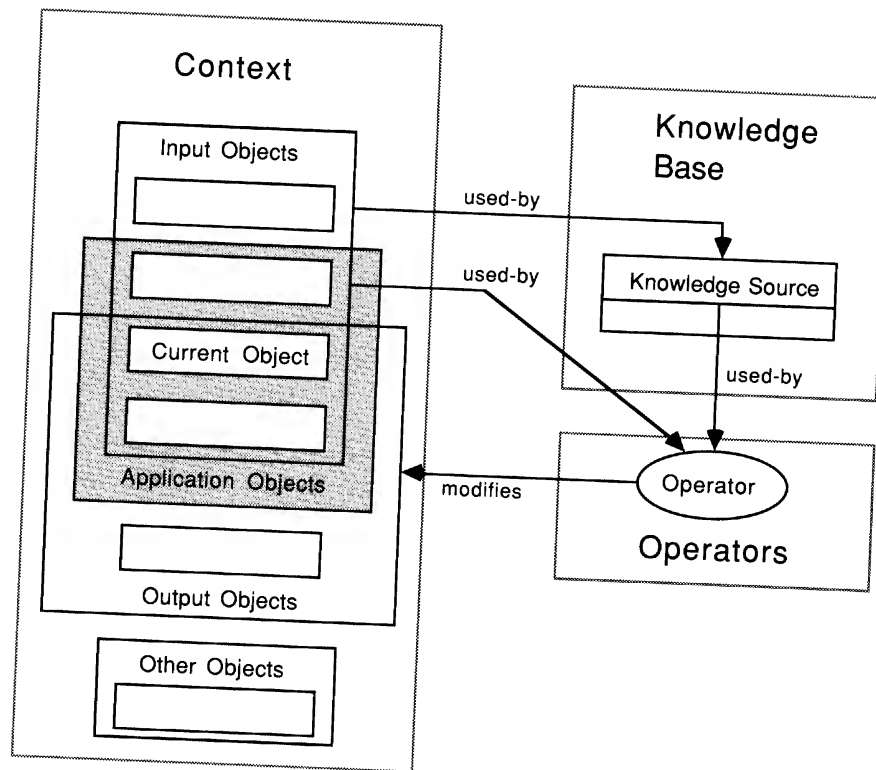 Context
Input Objects
Current Object
Application Objects
Output Objects
Other Objects
used-by
used-by
modifies
Knowledge
Base
Knowledge Source
used-by
Operator
Operators